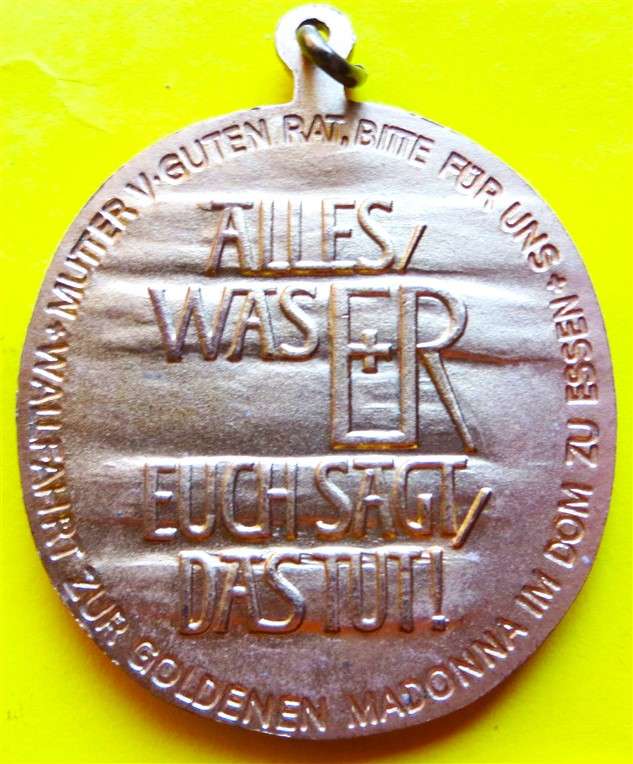 MUTTER V. GUTEN RAT, BITTE FÜR UNS +
WALLFAHRT ZUR GOLDENEN MADONNA IM DOM ZU ESSEN +
ALLES,
WAS ER
EUCH SAGT,
DAS TUT!